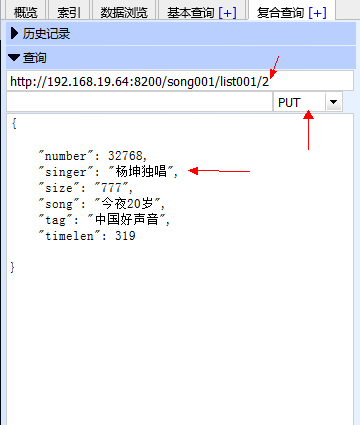 概览 索引 数据浏览 基本查询 [+] 复合查询 [+]
历史记录
查询
http://192.168.19.64:8200/song001/list001/2
PUT
{
"number": 32768,
"singer": "杨坤独唱",
"size": "777",
"song": "今夜20岁",
"tag": "中国好声音",
"timelen": 319
}